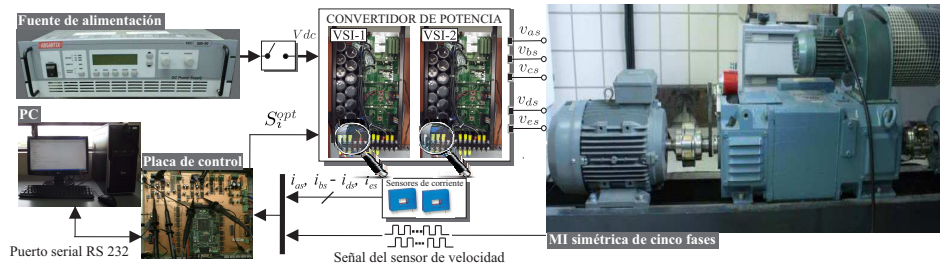 Fuente de alimentación
Vdc
CONVERTIDOR DE POTENCIA
VSI-1
VSI-2
v_as
v_bs
v_cs
v_ds
v_es
PC
S_i^opt
Placa de control
i_as, i_bs - i_ds, i_es
Sensores de corriente
Puerto serial RS 232
Señal del sensor de velocidad
MI simétrica de cinco fases